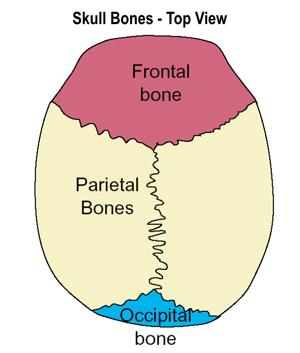 Skull Bones - Top View
Frontal
bone
Parietal
Bones
Occipital
bone